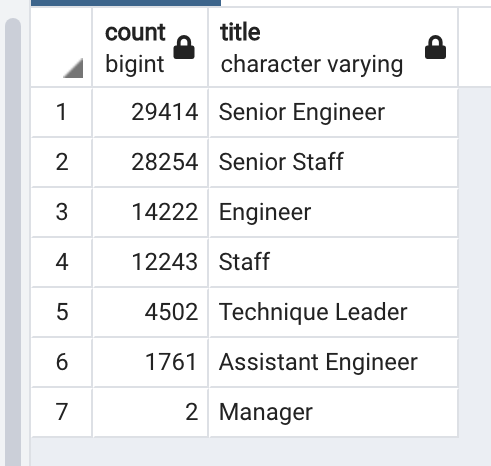 count title
bigint character varying
1 29414 Senior Engineer
2 28254 Senior Staff
3 14222 Engineer
4 12243 Staff
5 4502 Technique Leader
6 1761 Assistant Engineer
7 2 Manager